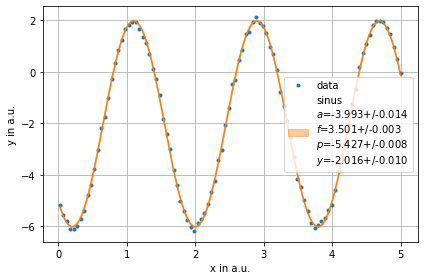 2
0
−2
−4
−6
0
1
2
3
4
5
y in a.u.
x in a.u.
data
sinus
a=-3.993+/-0.014
f=3.501+/-0.003
p=-5.427+/-0.008
y=-2.016+/-0.010